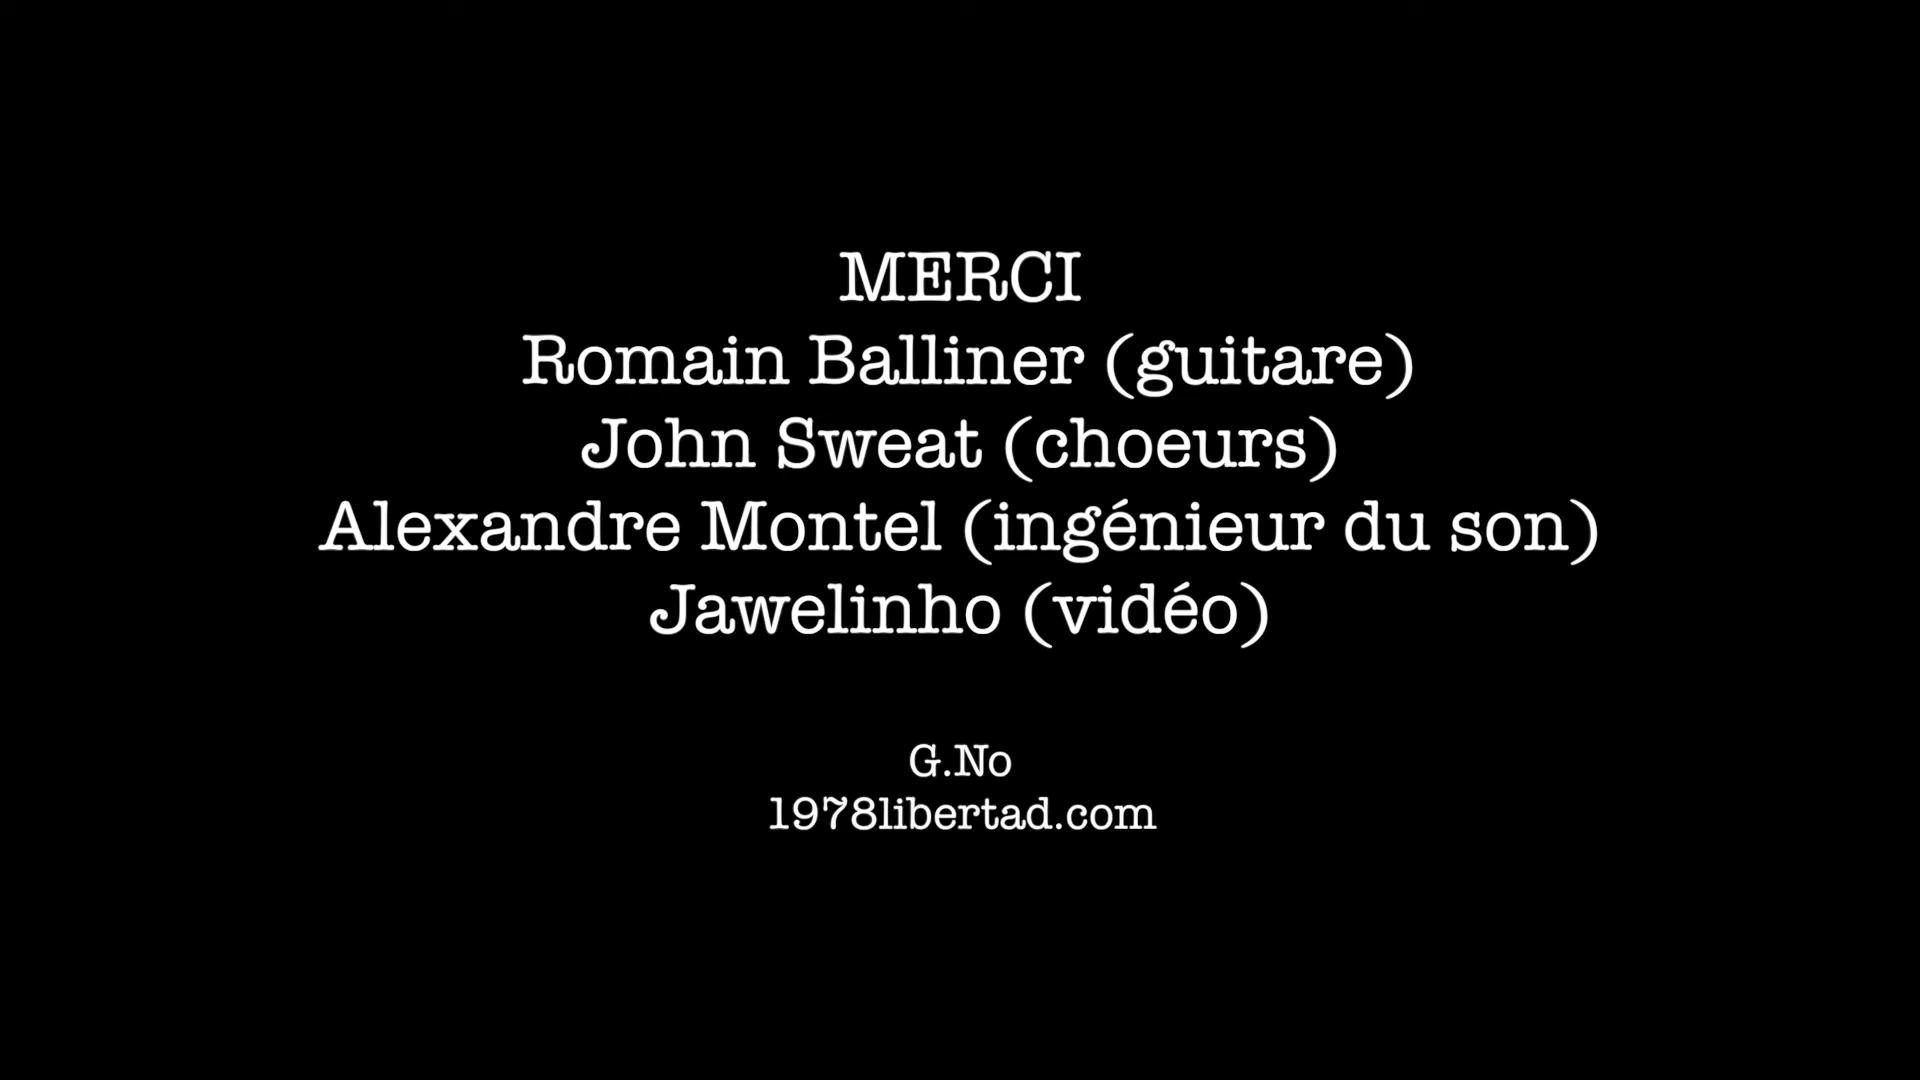 MERCI
Romain Balliner (guitare)
John Sweat (choeurs)
Alexandre Montel (ingénieur du son)
Jawelinho (vidéo)
G.No
1978libertad.com